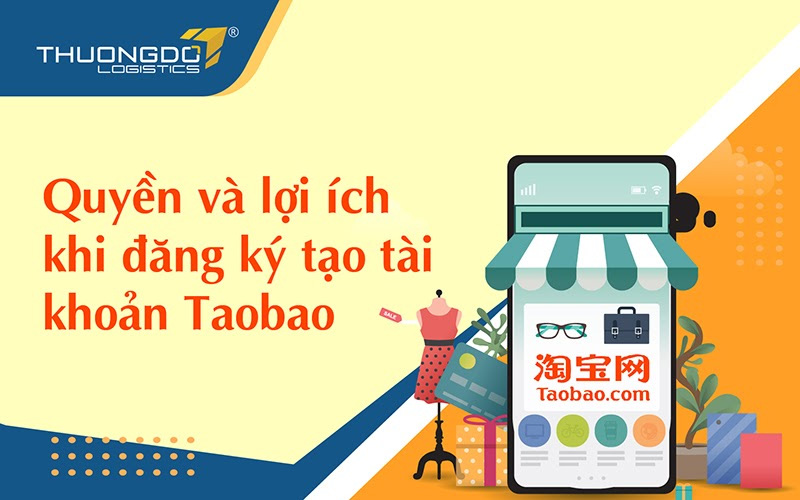 THUONGDO®
LOGISTICS
Quyền và lợi ích
khi đăng ký tạo tài
khoản Taobao
SALE
淘宝网
Taobao.com